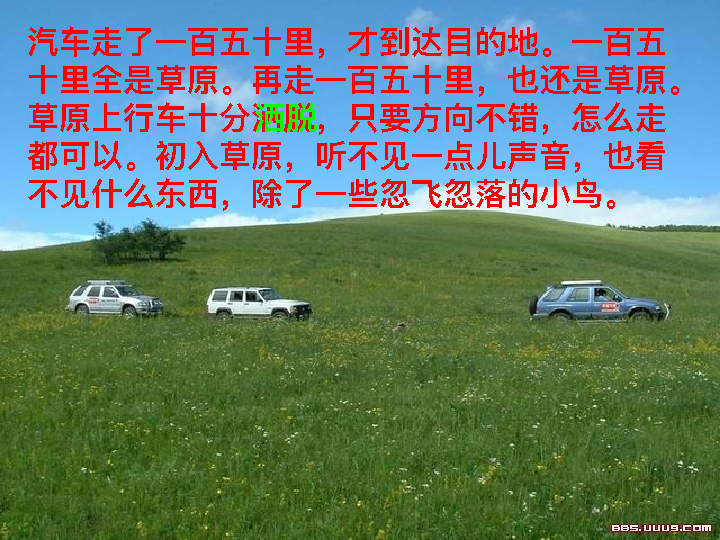 汽车走了一百五十里，才到达目的地。一百五
十里全是草原。再走一百五十里，也还是草原。
草原上行车十分洒脱，只要方向不错，怎么走
都可以。初入草原，听不见一点儿声音，也看
不见什么东西，除了一些忽飞忽落的小鸟。
BBS.UUU9.COM